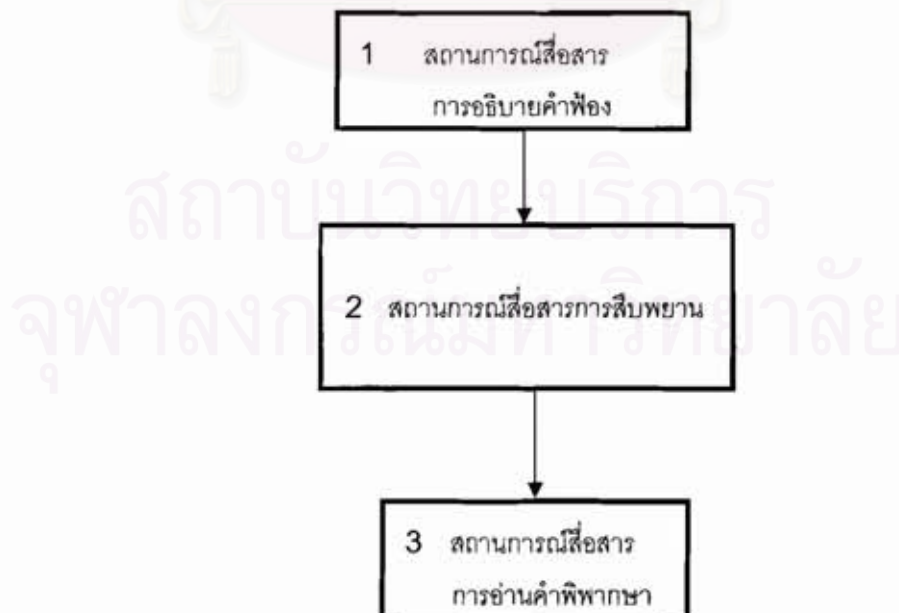 1 สถานการณ์สื่อสาร
การอธิบายคำฟ้อง
สถาบันวิทยบริการ
2 สถานการณ์สื่อสารการสืบพยาน
จุฬาลงกรณ์มหาวิทยาลัย
3 สถานการณ์สื่อสาร
การอ่านคำพิพากษา